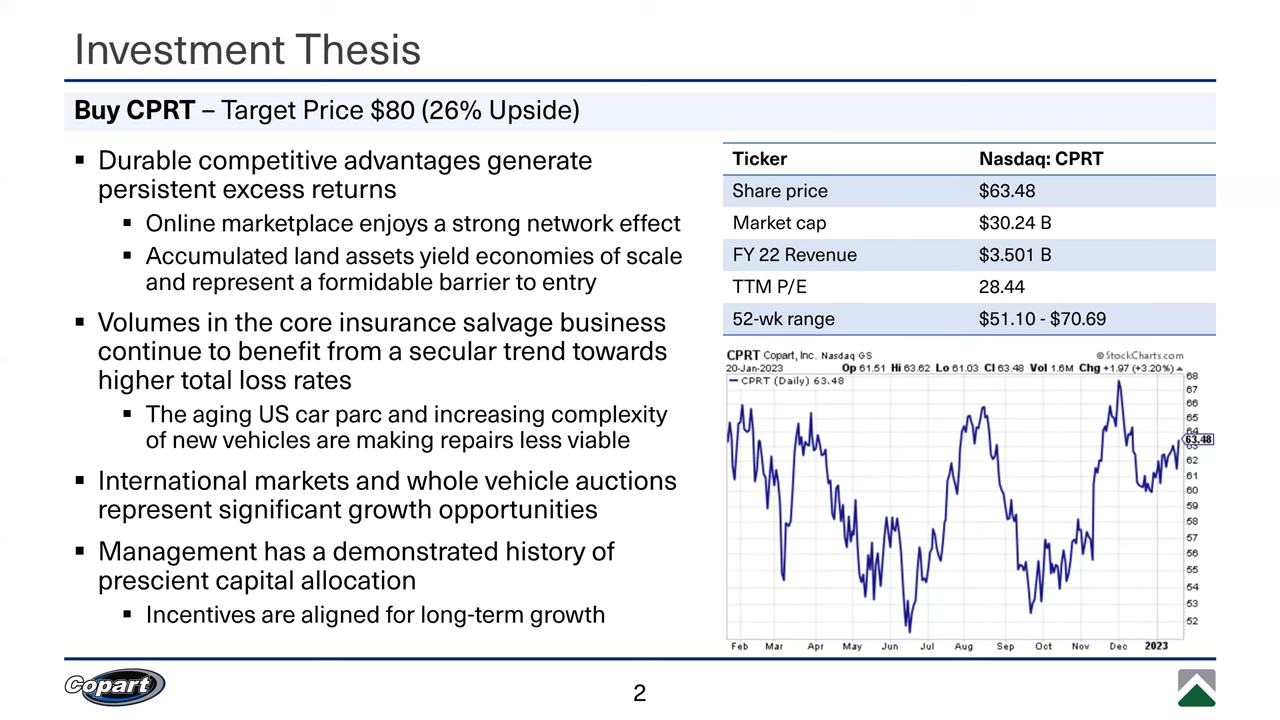 Investment Thesis
Buy CPRT – Target Price $80 (26% Upside)
▪ Durable competitive advantages generate
persistent excess returns
▪ Online marketplace enjoys a strong network effect
▪ Accumulated land assets yield economies of scale
and represent a formidable barrier to entry
▪ Volumes in the core insurance salvage business
continue to benefit from a secular trend towards
higher total loss rates
▪ The aging US car parc and increasing complexity
of new vehicles are making repairs less viable
▪ International markets and whole vehicle auctions
represent significant growth opportunities
▪ Management has a demonstrated history of
prescient capital allocation
▪ Incentives are aligned for long-term growth
Ticker Nasdaq: CPRT
Share price $63.48
Market cap $30.24 B
FY 22 Revenue $3.501 B
TTM P/E 28.44
52-wk range $51.10 - $70.69
CPRT Copart, Inc. Nasdaq GS © StockCharts.com
20-Jan-2023 Op 61.51 Hi 63.62 Lo 61.03 Cl 63.48 Vol 1.6M Chg +1.97 (+3.20%) ▲
CPRT (Daily) 63.48
68
67
66
65
64
63.48
63
62
61
60
59
58
57
56
55
54
53
52
Feb Mar Apr May Jun Jul Aug Sep Oct Nov Dec 2023
Copart
2